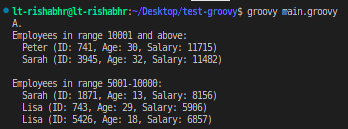 lt-rishabhr@lt-rishabhr:~/Desktop/test-groovy$ groovy main.groovy
A.
Employees in range 10001 and above:
Peter (ID: 741, Age: 30, Salary: 11715)
Sarah (ID: 3945, Age: 32, Salary: 11482)
Employees in range 5001-10000:
Sarah (ID: 1871, Age: 13, Salary: 8156)
Lisa (ID: 743, Age: 29, Salary: 5906)
Lisa (ID: 5426, Age: 18, Salary: 6857)